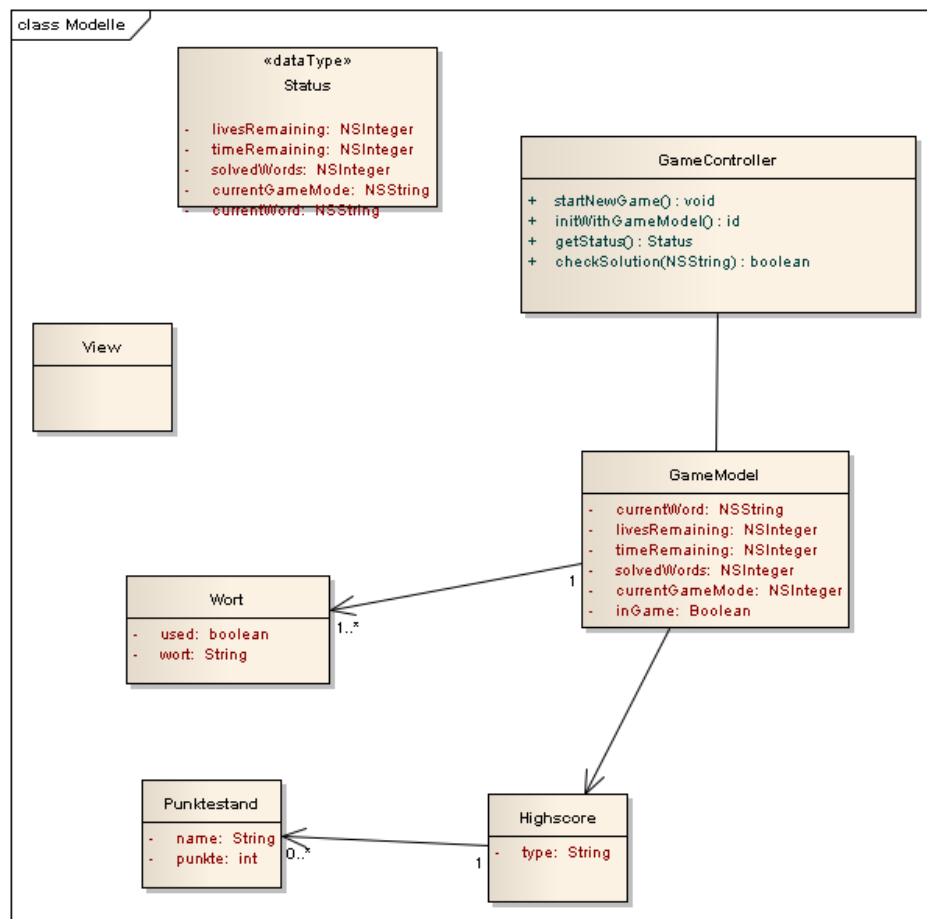 class Modelle
«dataType»
Status
- livesRemaining: NSInteger
- timeRemaining: NSInteger
- solvedWords: NSInteger
- currentGameMode: NSString
- currentWord: NSString
GameController
+ startNewGame() : void
+ initWithGameModel() : id
+ getStatus() : Status
+ checkSolution(NSString) : boolean
View
GameModel
- currentWord: NSString
- livesRemaining: NSInteger
- timeRemaining: NSInteger
- solvedWords: NSInteger
- currentGameMode: NSInteger
- inGame: Boolean
1
1..*
Wort
- used: boolean
- wort: String
Punktestand
- name: String
- punkte: int
0..*
1
Highscore
- type: String